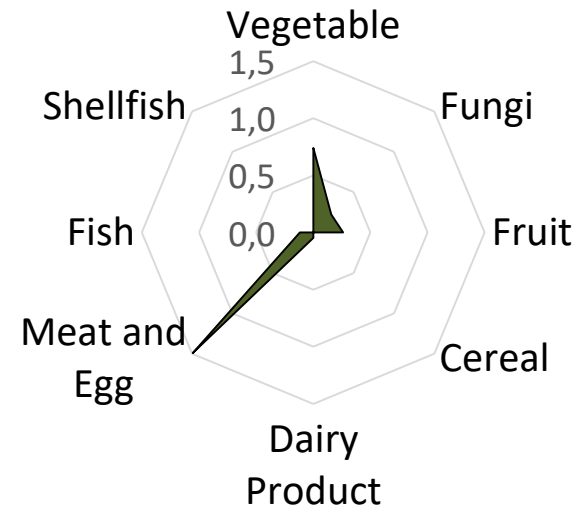 Vegetable
1,5
Shellfish
Fungi
1,0
0,5
Fish
0,0
Fruit
Meat and
Egg
Cereal
Dairy
Product